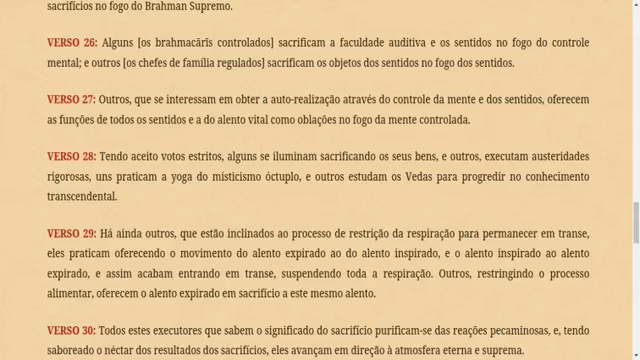 sacrifícios no fogo do Brahman Supremo.
VERSO 26: Alguns [os brahmacārīs controlados] sacrificam a faculdade auditiva e os sentidos no fogo do controle
mental; e outros [os chefes de família regulados] sacrificam os objetos dos sentidos no fogo dos sentidos.
VERSO 27: Outros, que se interessam em obter a auto-realização através do controle da mente e dos sentidos, oferecem
as funções de todos os sentidos e a do alento vital como oblações no fogo da mente controlada.
VERSO 28: Tendo aceito votos estritos, alguns se iluminam sacrificando os seus bens, e outros, executam austeridades
rigorosas, uns praticam a yoga do misticismo óctuplo, e outros estudam os Vedas para progredir no conhecimento
transcendental.
VERSO 29: Há ainda outros, que estão inclinados ao processo de restrição da respiração para permanecer em transe,
eles praticam oferecendo o movimento do alento expirado ao do alento inspirado, e o alento inspirado ao alento
expirado, e assim acabam entrando em transe, suspendendo toda a respiração. Outros, restringindo o processo
alimentar, oferecem o alento expirado em sacrifício a este mesmo alento.
VERSO 30: Todos estes executores que sabem o significado do sacrifício purificam-se das reações pecaminosas, e, tendo
saboreado o néctar dos resultados dos sacrifícios, eles avançam em direção à atmosfera eterna e suprema.